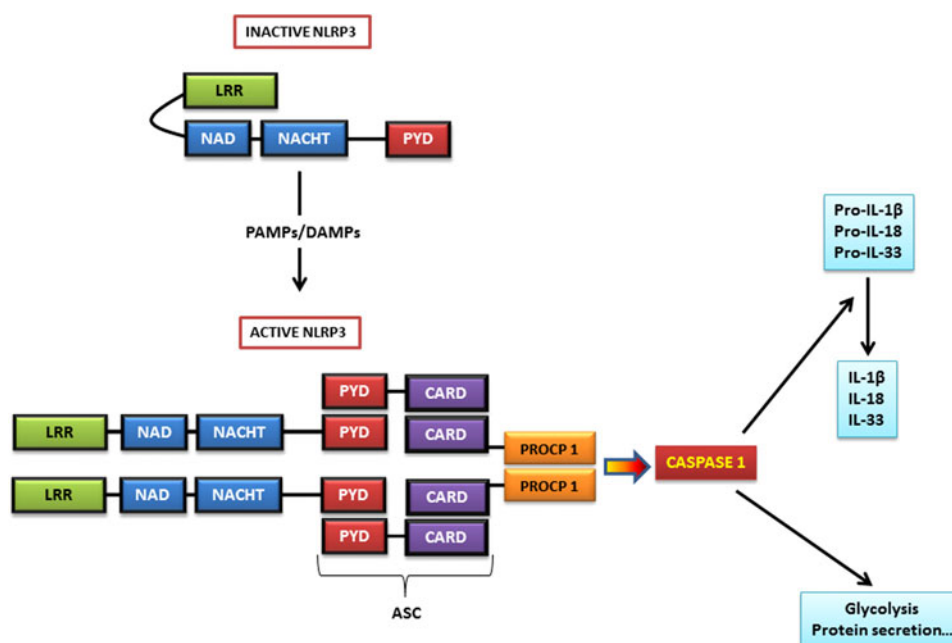 INACTIVE NLRP3
LRR
NAD NACHT PYD
PAMPs/DAMPs
ACTIVE NLRP3
PYD CARD
LRR NAD NACHT PYD CARD
PROCP 1
PROCP 1
LRR NAD NACHT PYD CARD
PYD CARD
ASC
CASPASE 1
Pro-IL-1β
Pro-IL-18
Pro-IL-33
IL-1β
IL-18
IL-33
Glycolysis
Protein secretion...